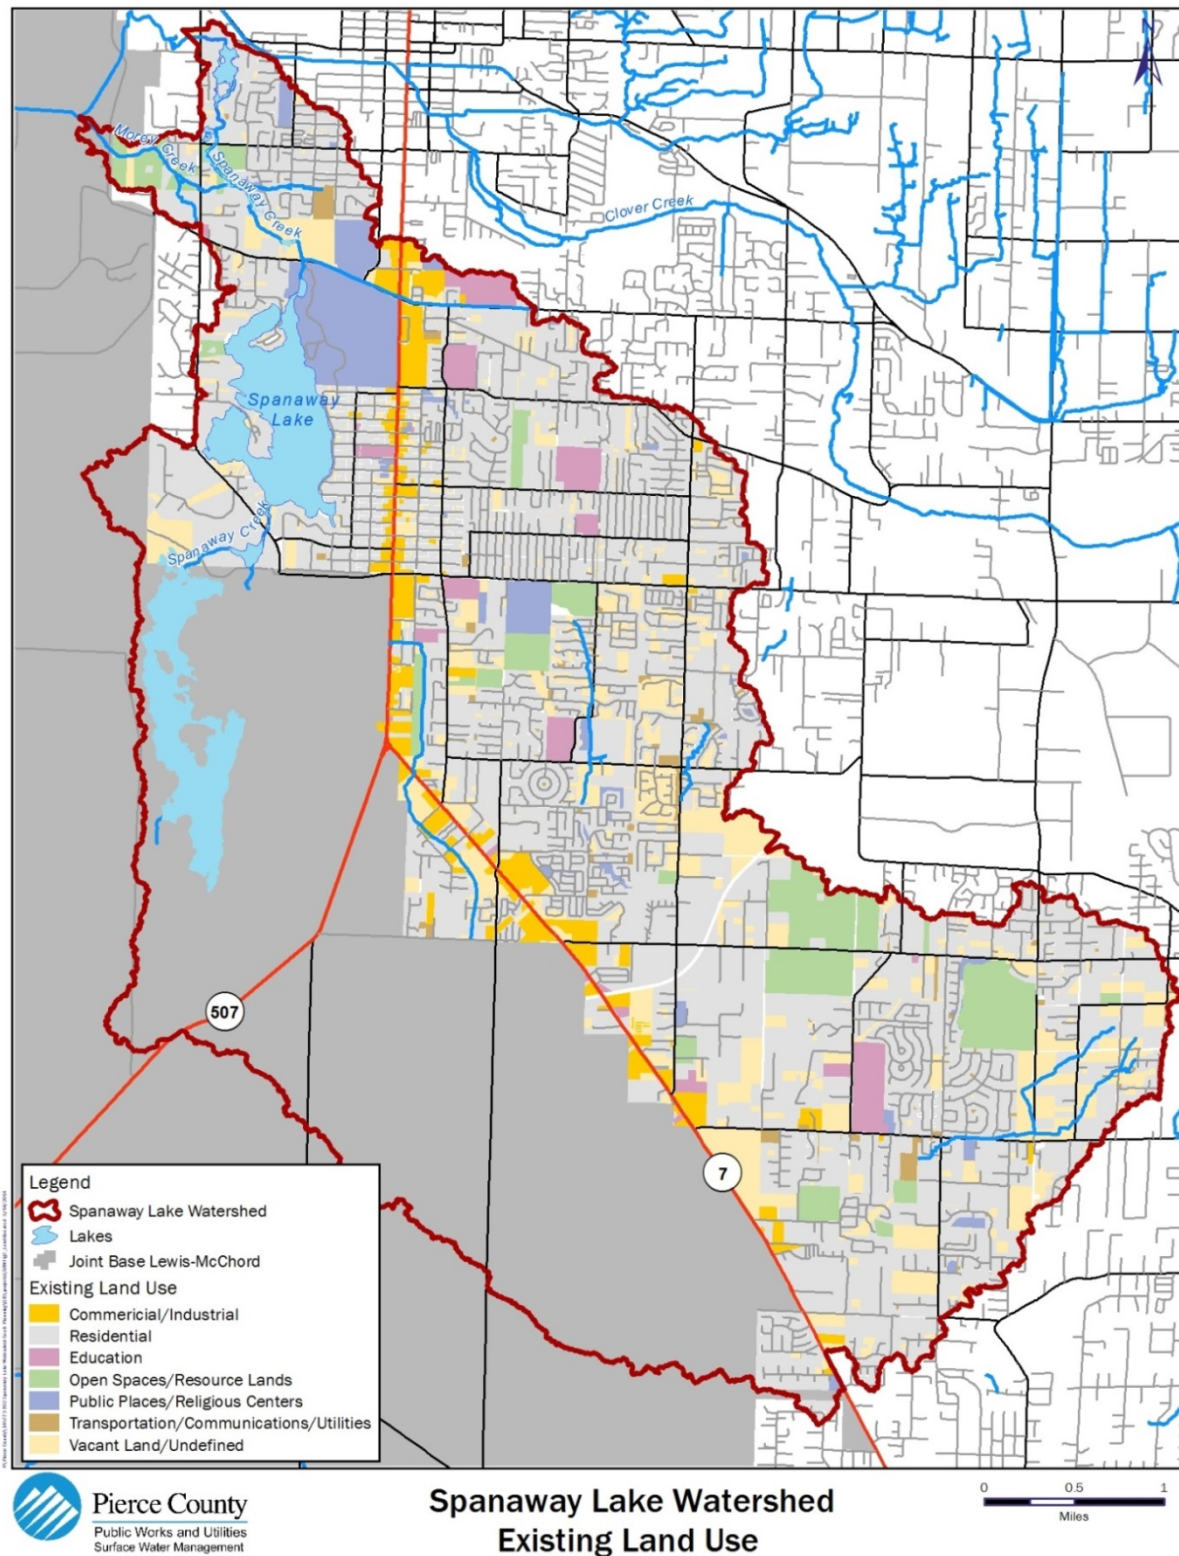 Morey Creek
Spanaway Creek
Clover Creek
Spanaway
Lake
Spanaway Creek
507
7
Legend
Spanaway Lake Watershed
Lakes
Joint Base Lewis-McChord
Existing Land Use
Commericial/Industrial
Residential
Education
Open Spaces/Resource Lands
Public Places/Religious Centers
Transportation/Communications/Utilities
Vacant Land/Undefined
Pierce County
Public Works and Utilities
Surface Water Management
Spanaway Lake Watershed
Existing Land Use
0 0.5 1
Miles